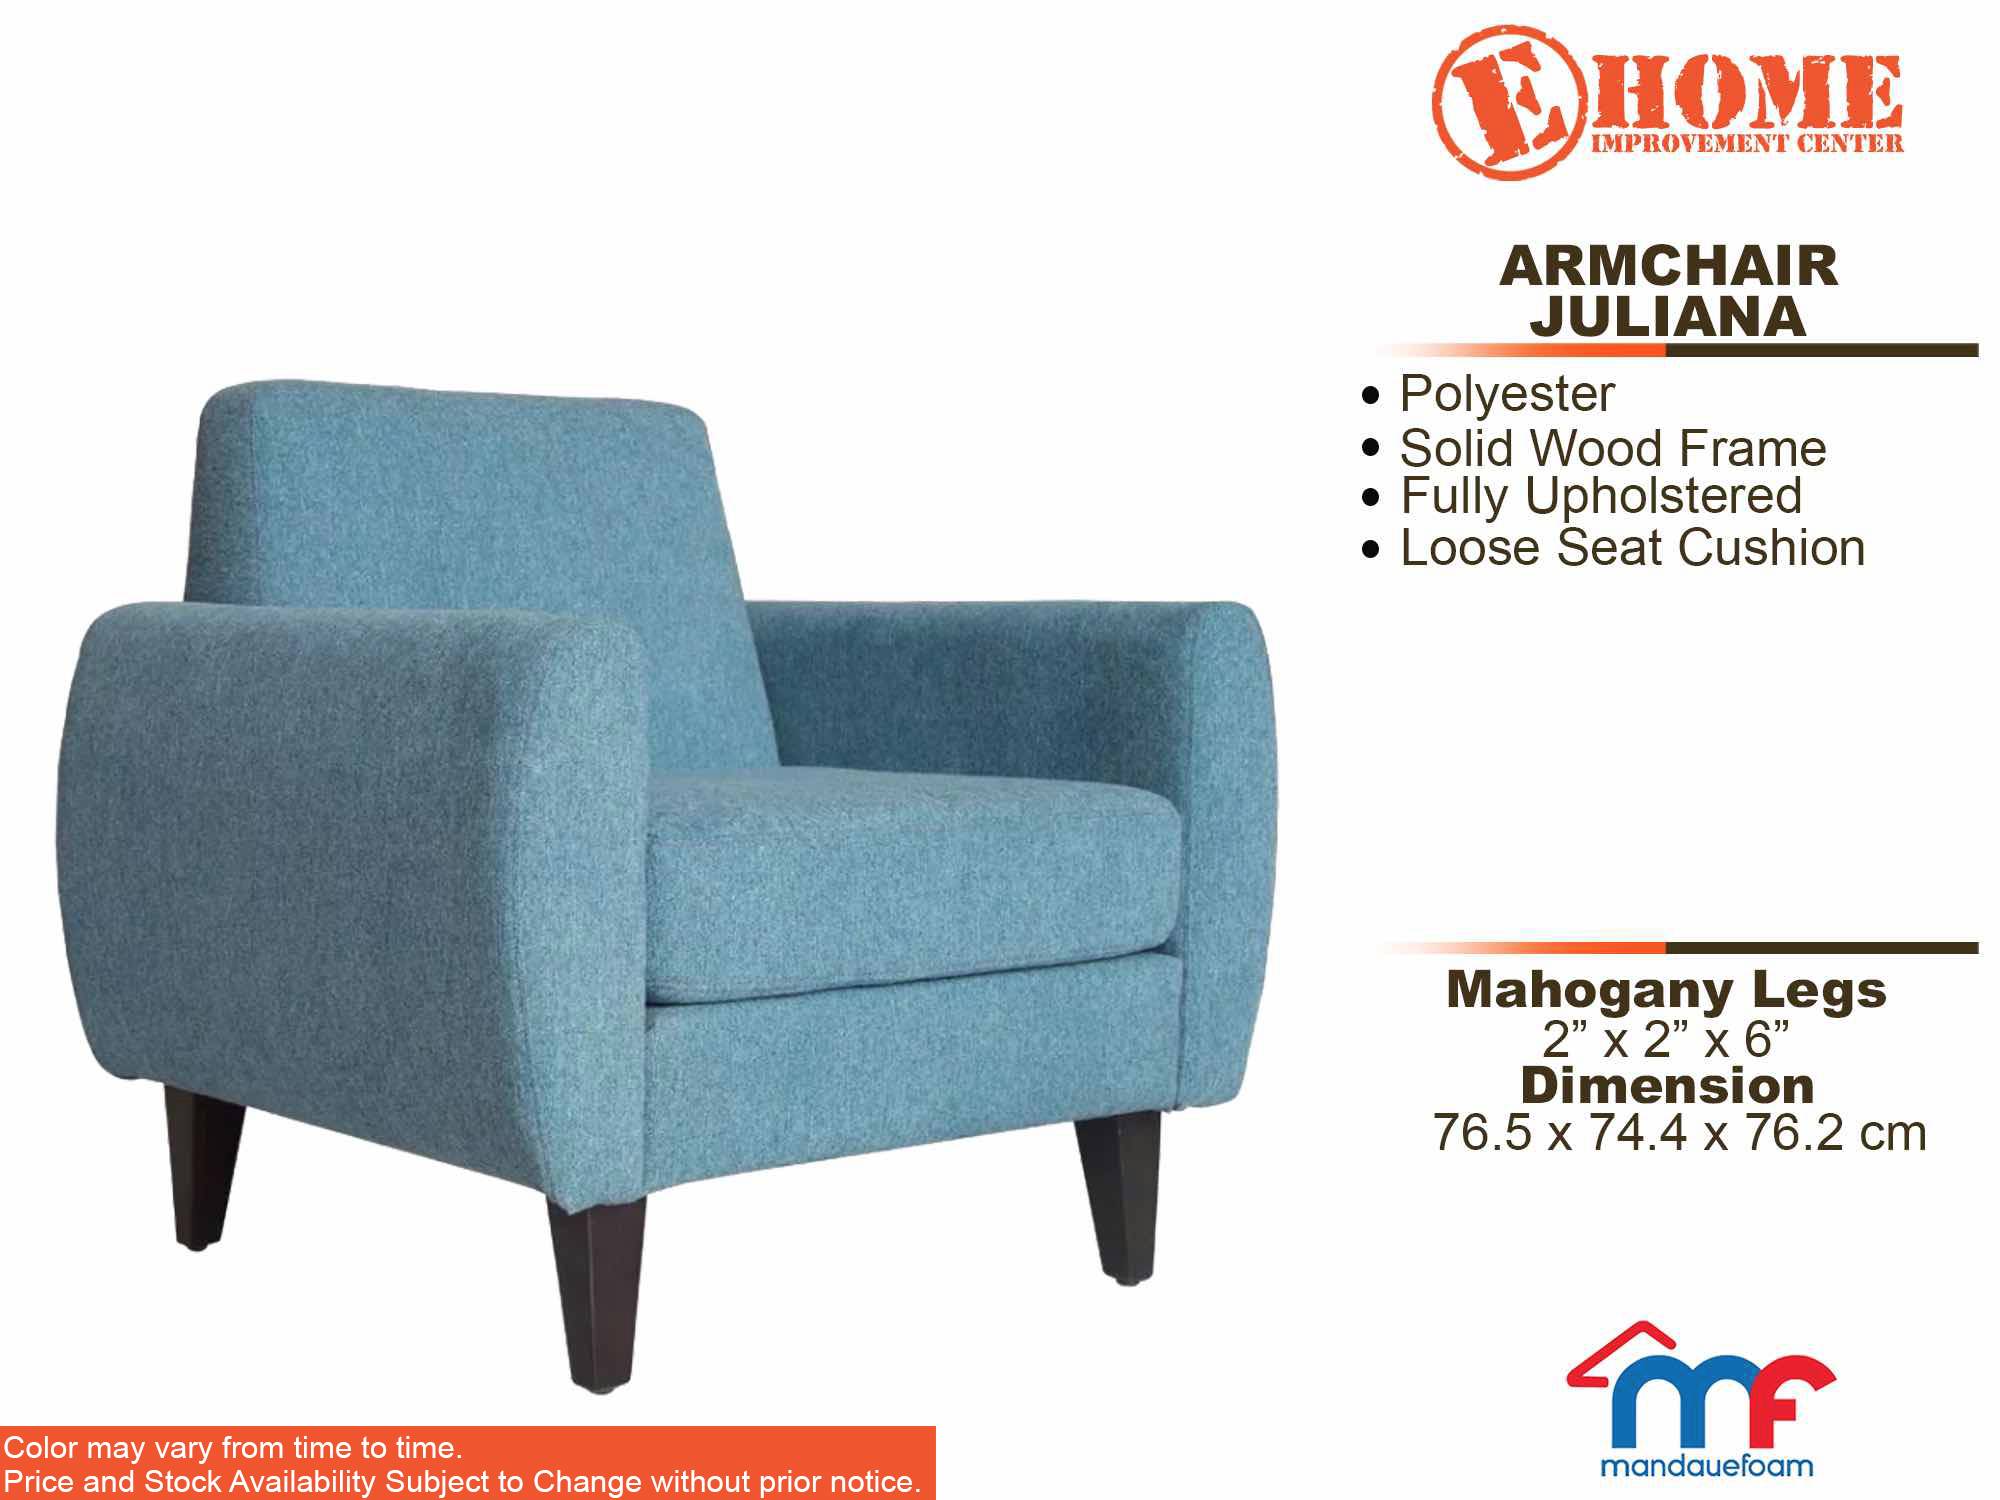 E HOME
IMPROVEMENT CENTER
ARMCHAIR
JULIANA
• Polyester
• Solid Wood Frame
• Fully Upholstered
• Loose Seat Cushion
Mahogany Legs
2” x 2” x 6”
Dimension
76.5 x 74.4 x 76.2 cm
mf
mandauefoam
Color may vary from time to time.
Price and Stock Availability Subject to Change without prior notice.